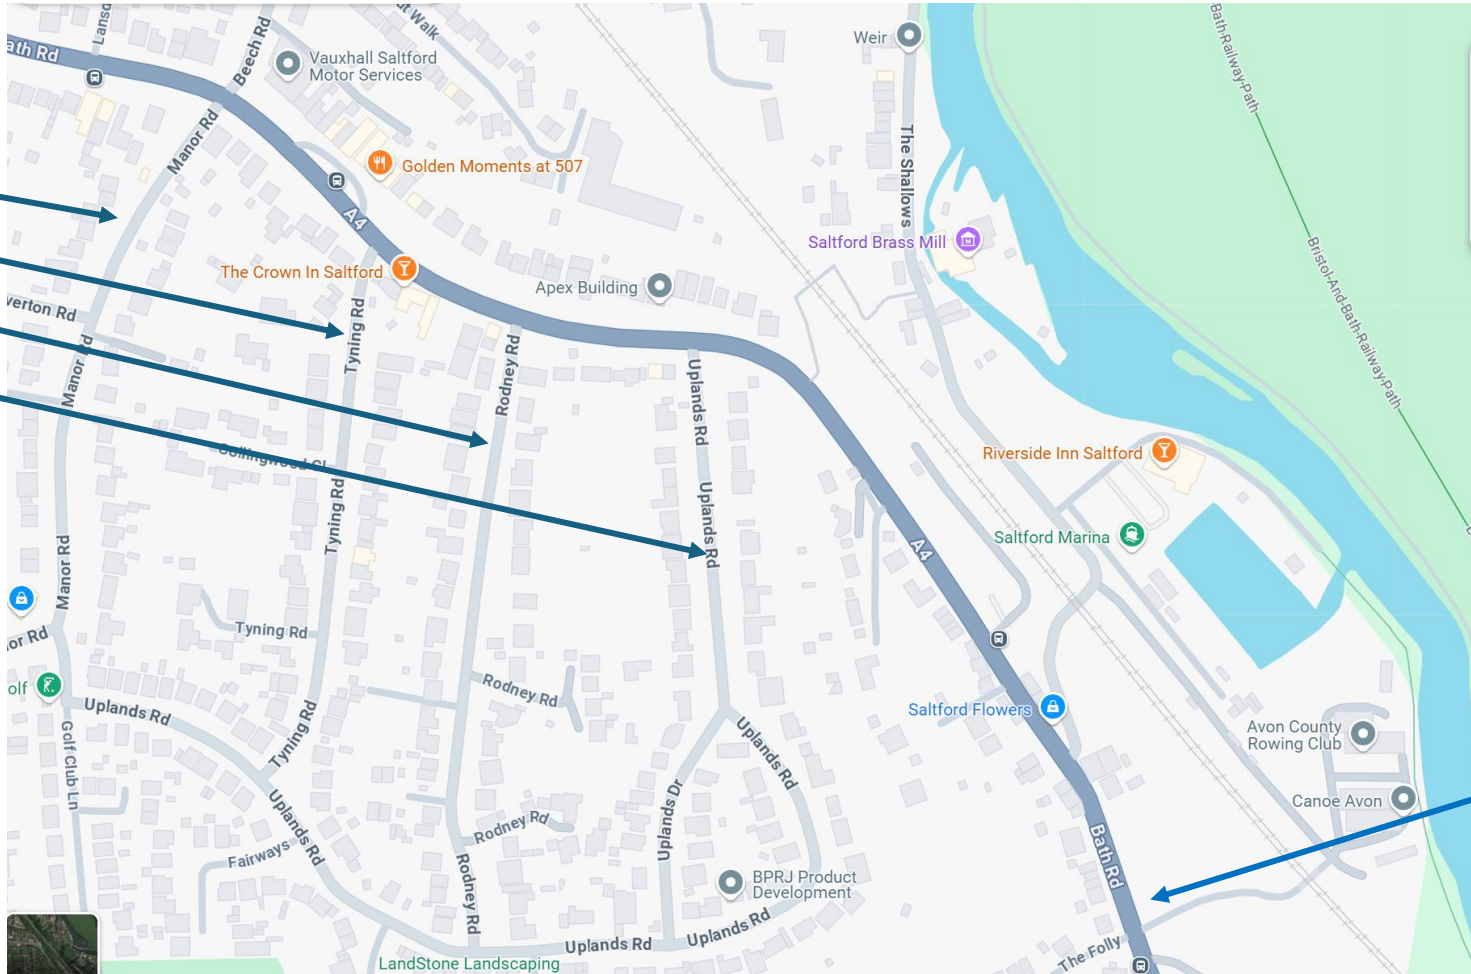 Lansd
ut Walk
Bath Railway Path
ath Rd
Beech Rd
Vauxhall Saltford
Motor Services
Weir
Manor Rd
Golden Moments at 507
The Shallows
A4
Saltford Brass Mill
The Crown In Saltford
Apex Building
Bristol And Bath Railway Path
verton Rd
Tyning Rd
Manor Rd
Rodney Rd
Uplands Rd
Collingwood Cl
Riverside Inn Saltford
Tyning Rd
Uplands Rd
Saltford Marina
A4
Manor Rd
Tyning Rd
or Rd
olf
Rodney Rd
Uplands Rd
Saltford Flowers
Tyning Rd
Uplands Rd
Avon County
Rowing Club
Golf Club Ln
Uplands Dr
Canoe Avon
Uplands Rd
Rodney Rd
Fairways
Bath Rd
Rodney Rd
BPRJ Product
Development
Uplands Rd
Uplands Rd
The Folly
LandStone Landscaping